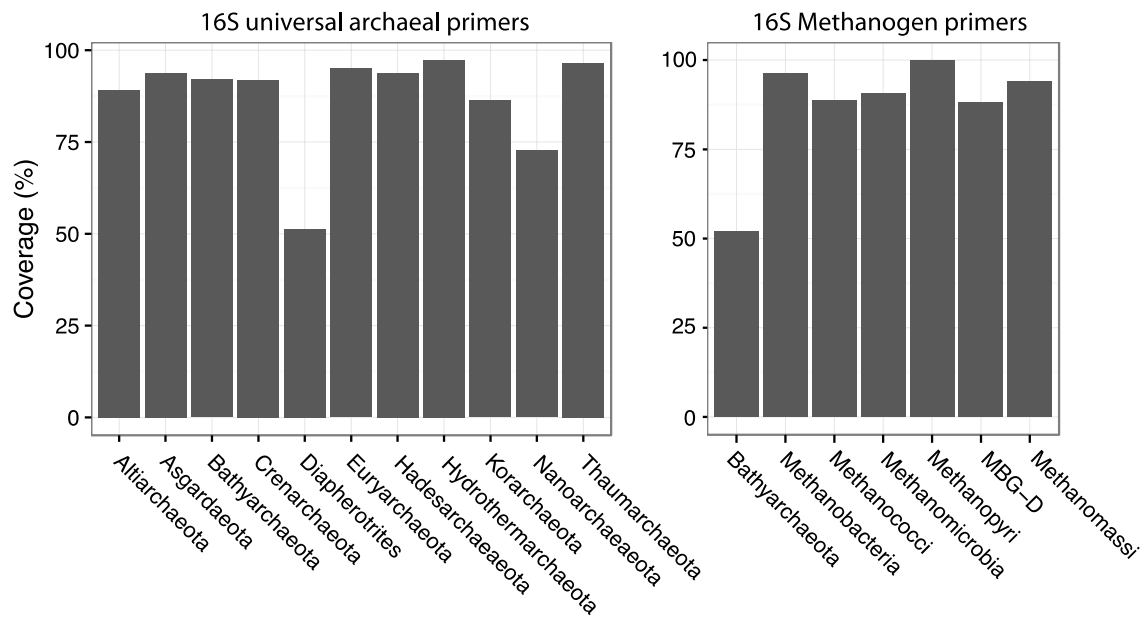 16S universal archaeal primers
16S Methanogen primers
Coverage (%)
100
75
50
25
0
Altiarchaeota
Asgardaeota
Bathyarchaeota
Crenarchaeota
Diapherotrites
Euryarchaeota
Hadesarchaeaeota
Hydrothermarchaeota
Korarchaeota
Nanoarchaeaeota
Thaumarchaeota
100
75
50
25
0
Bathyarchaeota
Methanobacteria
Methanococci
Methanomicrobia
Methanopyri
MBG-D
Methanomassi